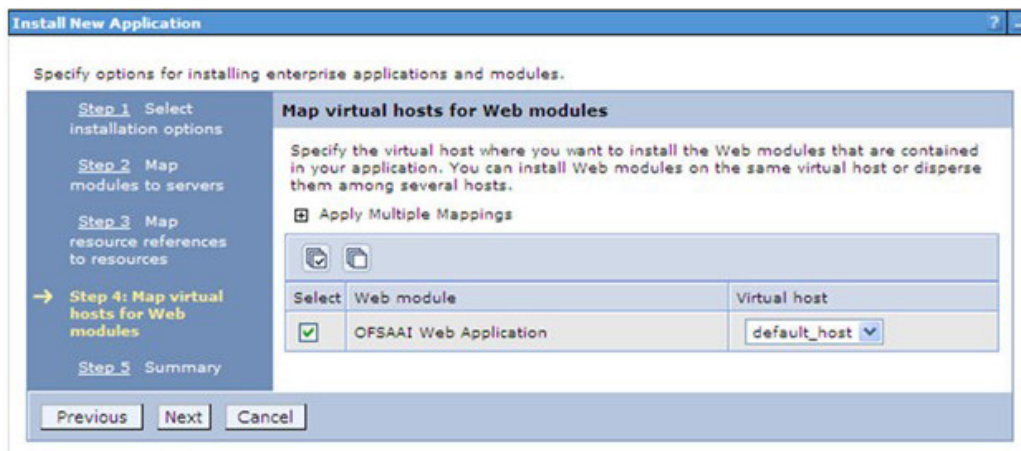 Install New Application
?
Specify options for installing enterprise applications and modules.
Step 1 Select
installation options
Step 2 Map
modules to servers
Step 3 Map
resource references
to resources
→ Step 4: Map virtual
hosts for Web
modules
Step 5 Summary
Map virtual hosts for Web modules
Specify the virtual host where you want to install the Web modules that are contained
in your application. You can install Web modules on the same virtual host or disperse
them among several hosts.
Apply Multiple Mappings
Select Web module Virtual host
OFSAAI Web Application default_host
Previous Next Cancel